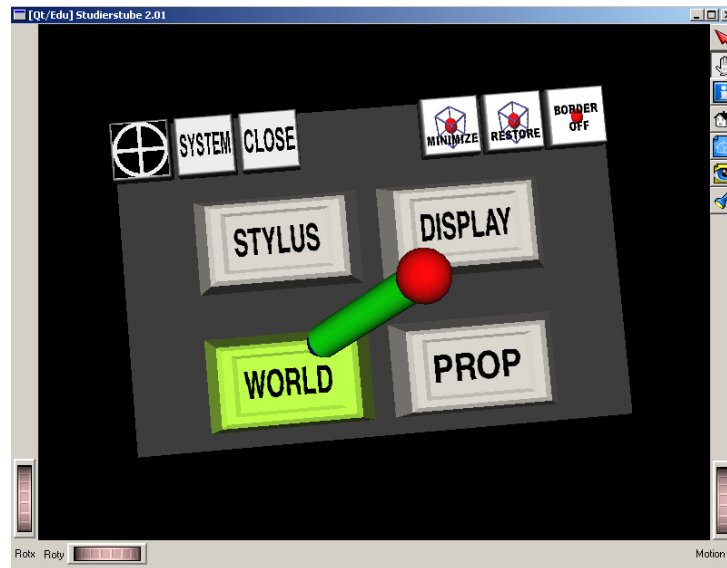 [Qt/Edu] Studierstube 2.01
SYSTEM
CLOSE
MINIMIZE
RESTORE
BORDER
OFF
STYLUS
DISPLAY
WORLD
PROP
Rotx
Roty
Motion